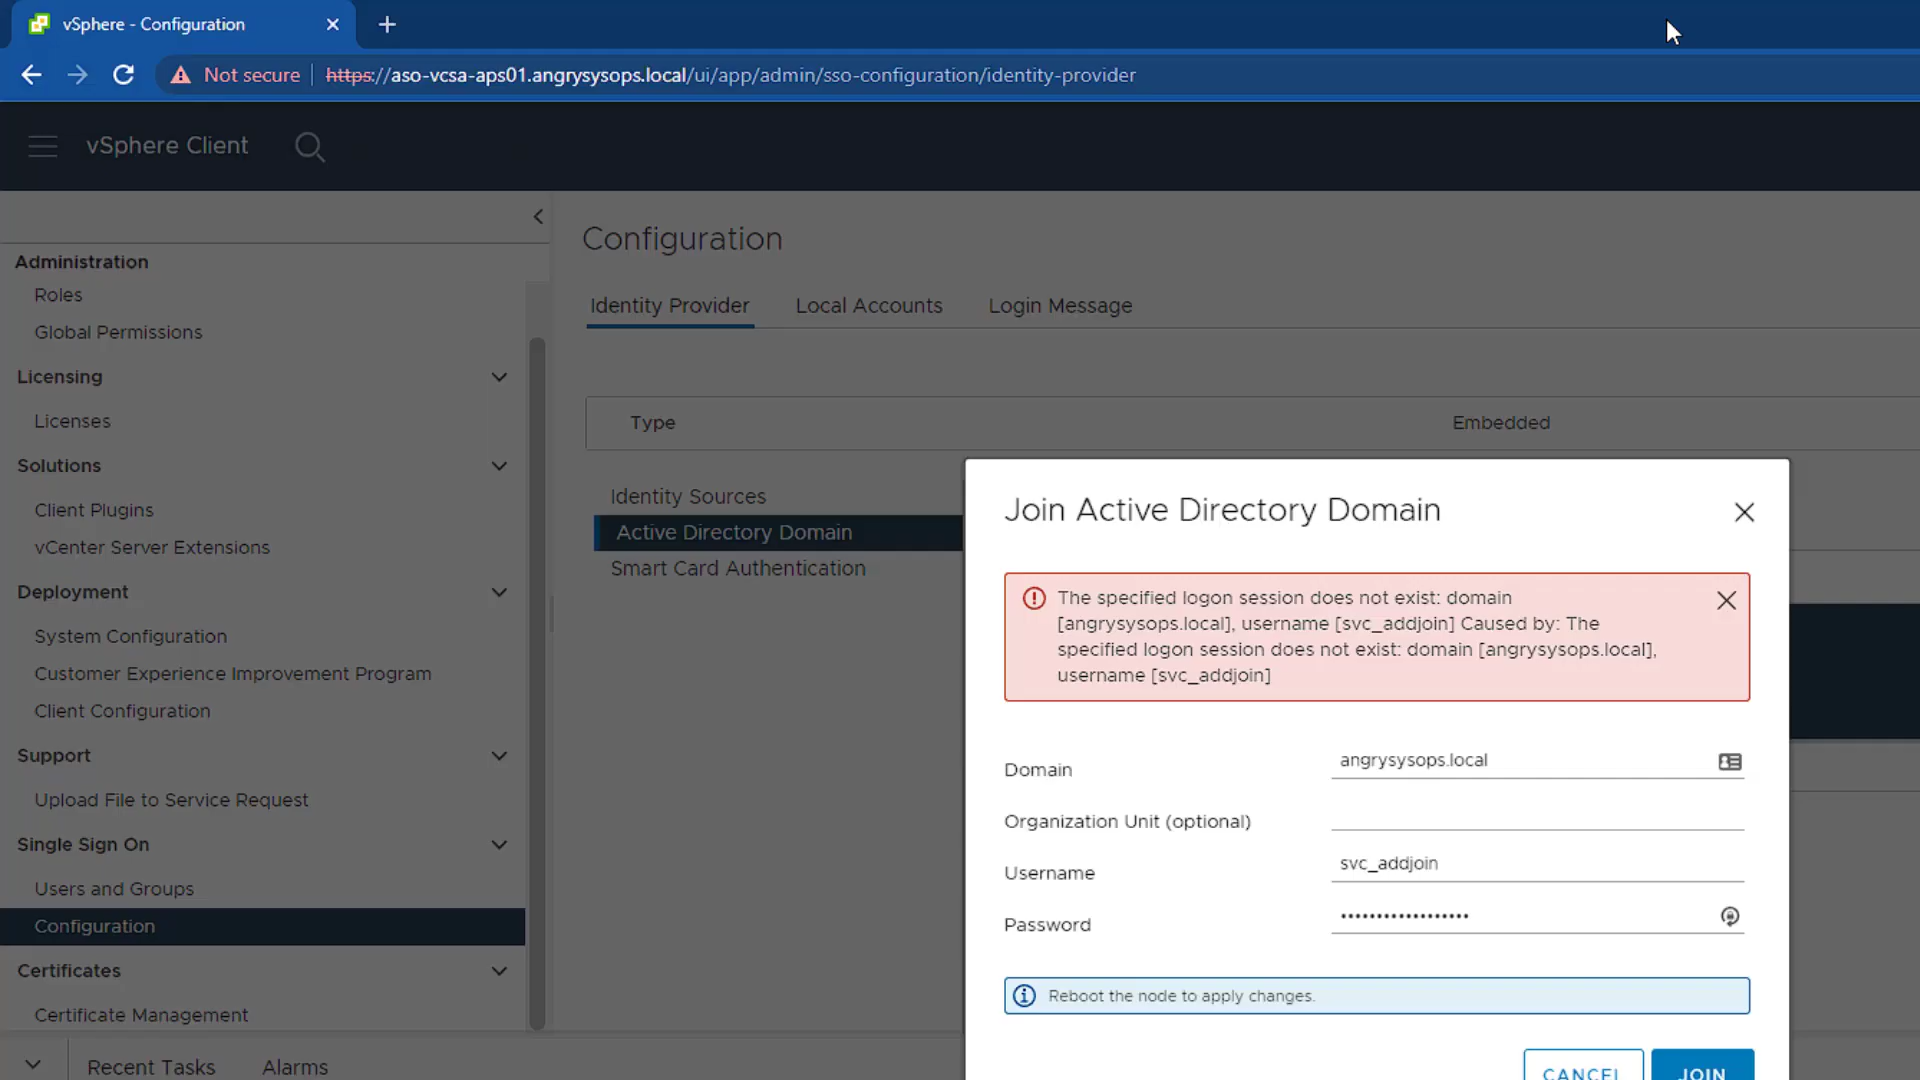 vSphere - Configuration
Not secure
https://aso-vcsa-aps01.angrysysops.local/ui/app/admin/sso-configuration/identity-provider
vSphere Client
Administration
Roles
Global Permissions
Licensing
Licenses
Solutions
Client Plugins
vCenter Server Extensions
Deployment
System Configuration
Customer Experience Improvement Program
Client Configuration
Support
Upload File to Service Request
Single Sign On
Users and Groups
Configuration
Certificates
Certificate Management
Recent Tasks
Alarms
Configuration
Identity Provider
Local Accounts
Login Message
Type
Embedded
Identity Sources
Active Directory Domain
Smart Card Authentication
Join Active Directory Domain
The specified logon session does not exist: domain
[angrysysops.local], username [svc_addjoin] Caused by: The
specified logon session does not exist: domain [angrysysops.local],
username [svc_addjoin]
Domain
angrysysops.local
Organization Unit (optional)
Username
svc_addjoin
Password
••••••••••••••••••
Reboot the node to apply changes.
CANCEL
JOIN